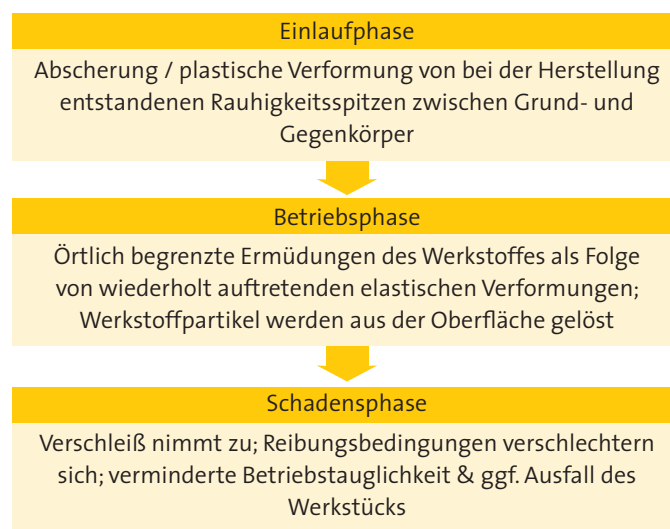 Einlaufphase
Abscherung / plastische Verformung von bei der Herstellung
entstandenen Rauhigkeitsspitzen zwischen Grund- und
Gegenkörper
Betriebsphase
Örtlich begrenzte Ermüdungen des Werkstoffes als Folge
von wiederholt auftretenden elastischen Verformungen;
Werkstoffpartikel werden aus der Oberfläche gelöst
Schadensphase
Verschleiß nimmt zu; Reibungsbedingungen verschlechtern
sich; verminderte Betriebstauglichkeit & ggf. Ausfall des
Werkstücks